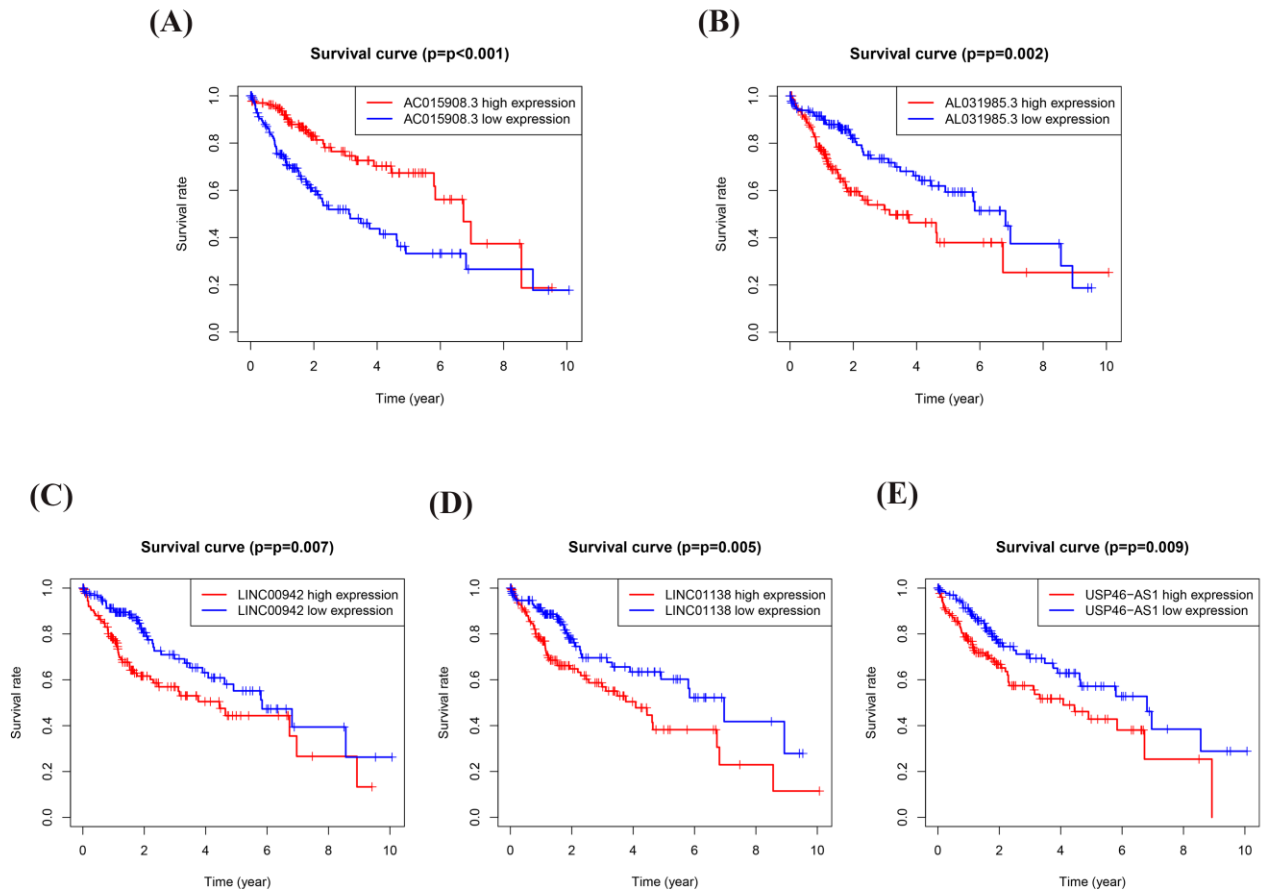 (A)
Survival curve (p=p<0.001)
AC015908.3 high expression
AC015908.3 low expression
Survival rate
1.0
0.8
0.6
0.4
0.2
0.0
0 2 4 6 8 10
Time (year)
(B)
Survival curve (p=p=0.002)
AL031985.3 high expression
AL031985.3 low expression
Survival rate
1.0
0.8
0.6
0.4
0.2
0.0
0 2 4 6 8 10
Time (year)
(C)
Survival curve (p=p=0.007)
LINC00942 high expression
LINC00942 low expression
Survival rate
1.0
0.8
0.6
0.4
0.2
0.0
0 2 4 6 8 10
Time (year)
(D)
Survival curve (p=p=0.005)
LINC01138 high expression
LINC01138 low expression
Survival rate
1.0
0.8
0.6
0.4
0.2
0.0
0 2 4 6 8 10
Time (year)
(E)
Survival curve (p=p=0.009)
USP46-AS1 high expression
USP46-AS1 low expression
Survival rate
1.0
0.8
0.6
0.4
0.2
0.0
0 2 4 6 8 10
Time (year)